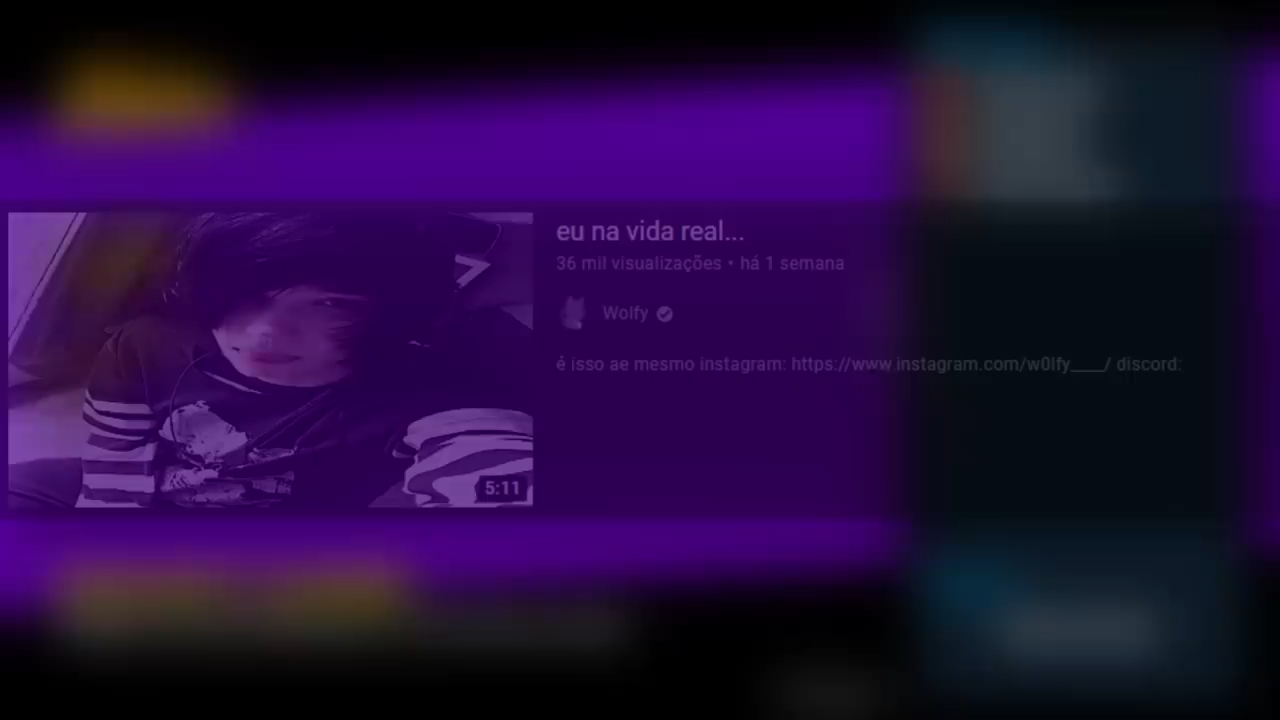 eu na vida real...
36 mil visualizações • há 1 semana
Wolfy
é isso ae mesmo instagram: https://www.instagram.com/w0lfy____/ discord:
5:11